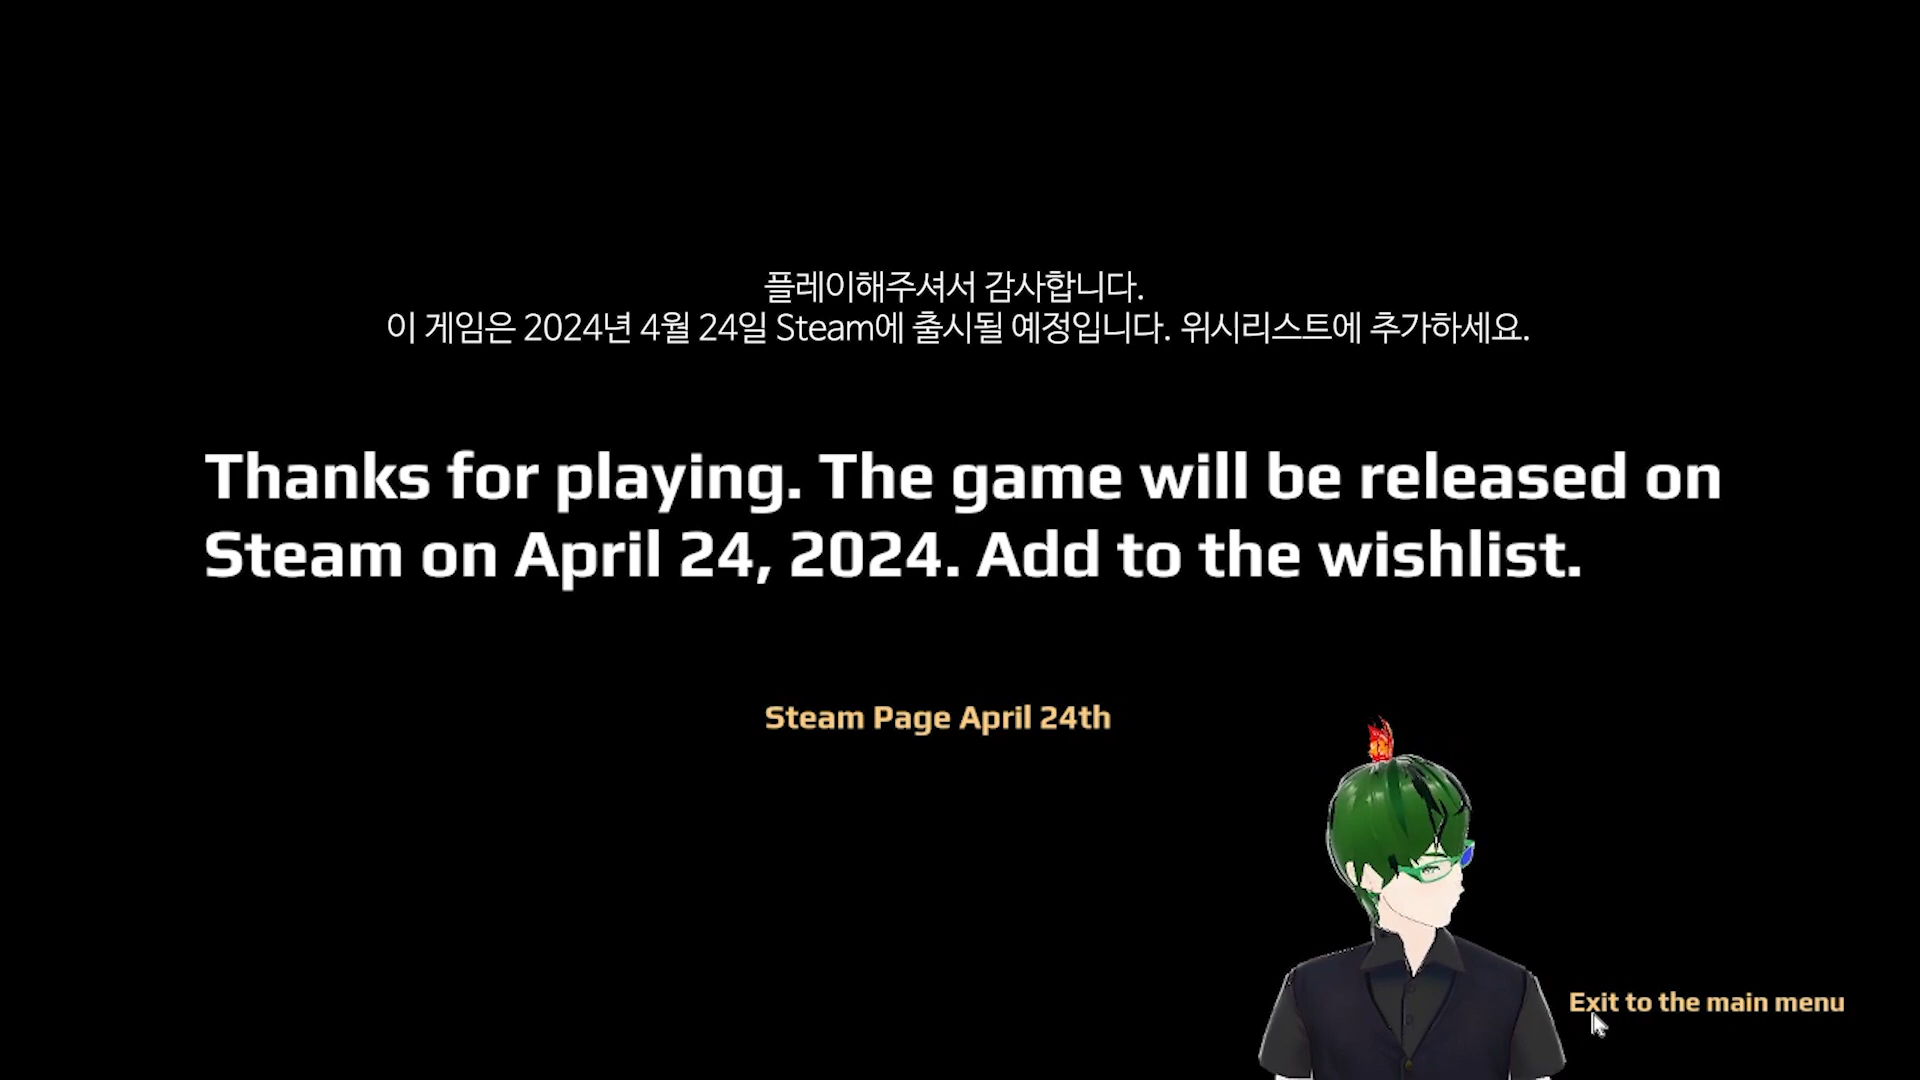 플레이해주셔서 감사합니다.
이 게임은 2024년 4월 24일 Steam에 출시될 예정입니다. 위시리스트에 추가하세요.
Thanks for playing. The game will be released on
Steam on April 24, 2024. Add to the wishlist.
Steam Page April 24th
Exit to the main menu